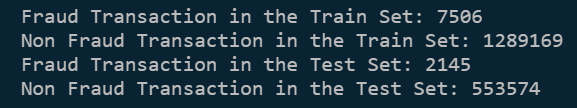 Fraud Transaction in the Train Set: 7506
Non Fraud Transaction in the Train Set: 1289169
Fraud Transaction in the Test Set: 2145
Non Fraud Transaction in the Test Set: 553574